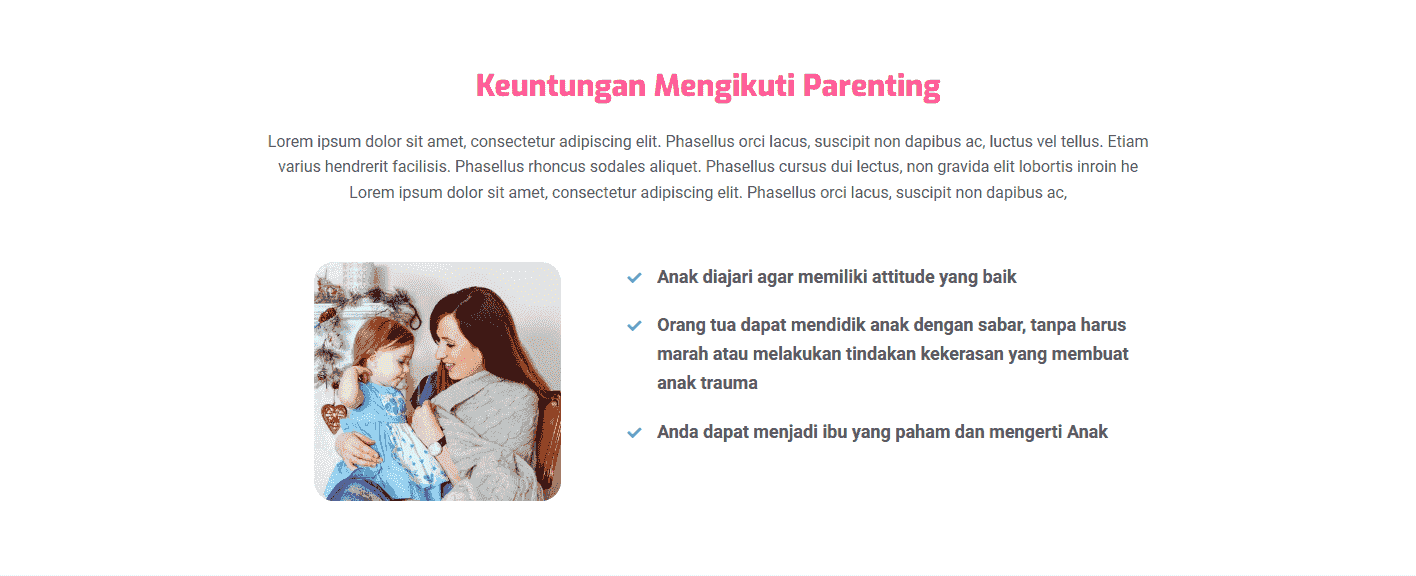 Keuntungan Mengikuti Parenting
Lorem ipsum dolor sit amet, consectetur adipiscing elit. Phasellus orci lacus, suscipit non dapibus ac, luctus vel tellus. Etiam
varius hendrerit facilisis. Phasellus rhoncus sodales aliquet. Phasellus cursus dui lectus, non gravida elit lobortis inroin he
Lorem ipsum dolor sit amet, consectetur adipiscing elit. Phasellus orci lacus, suscipit non dapibus ac,
Anak diajari agar memiliki attitude yang baik
Orang tua dapat mendidik anak dengan sabar, tanpa harus
marah atau melakukan tindakan kekerasan yang membuat
anak trauma
Anda dapat menjadi ibu yang paham dan mengerti Anak